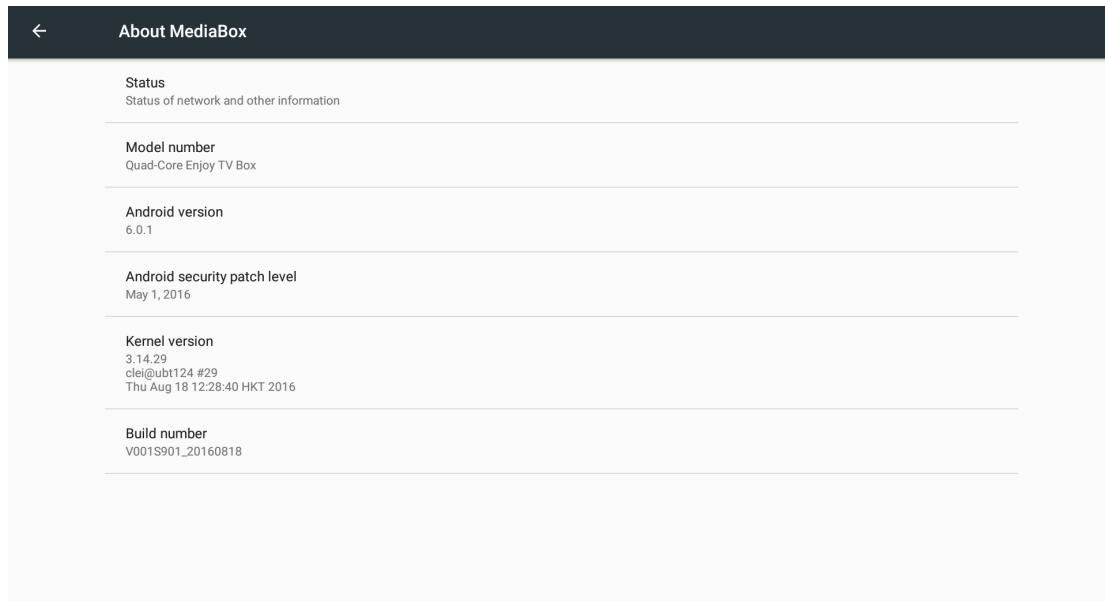 About MediaBox
Status
Status of network and other information
Model number
Quad-Core Enjoy TV Box
Android version
6.0.1
Android security patch level
May 1, 2016
Kernel version
3.14.29
clei@ubt124 #29
Thu Aug 18 12:28:40 HKT 2016
Build number
V001S901_20160818